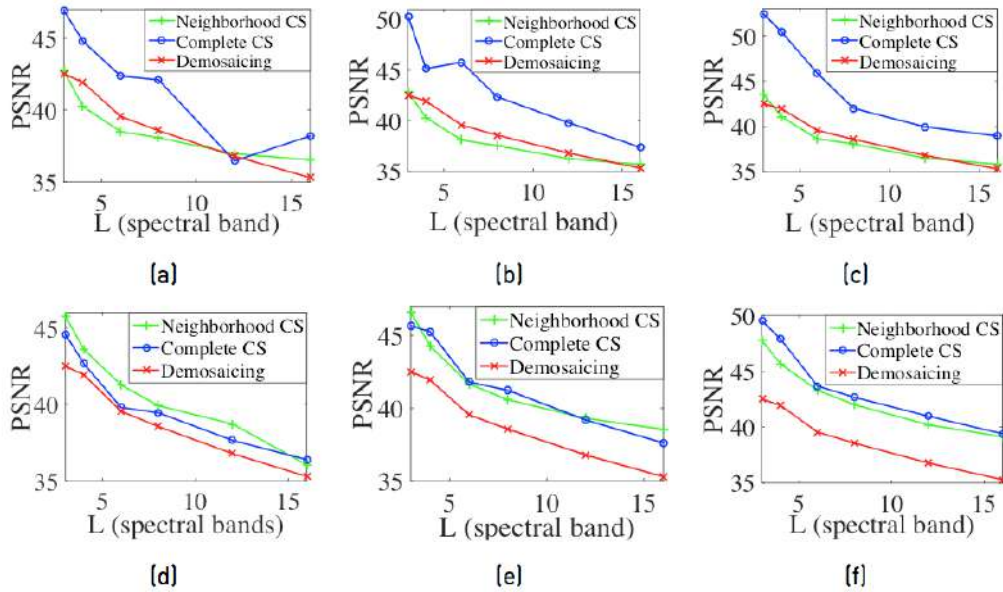 45
40
35
PSNR
Neighborhood CS
Complete CS
Demosaicing
5
10
15
L (spectral band)
(a)
50
45
40
35
PSNR
Neighborhood CS
Complete CS
Demosaicing
5
10
15
L (spectral band)
(b)
50
45
40
35
PSNR
Neighborhood CS
Complete CS
Demosaicing
5
10
15
L (spectral band)
(c)
45
40
35
PSNR
Neighborhood CS
Complete CS
Demosaicing
5
10
15
L (spectral bands)
(d)
45
40
35
PSNR
Neighborhood CS
Complete CS
Demosaicing
5
10
15
L (spectral band)
(e)
50
45
40
35
PSNR
Neighborhood CS
Complete CS
Demosaicing
5
10
15
L (spectral band)
(f)